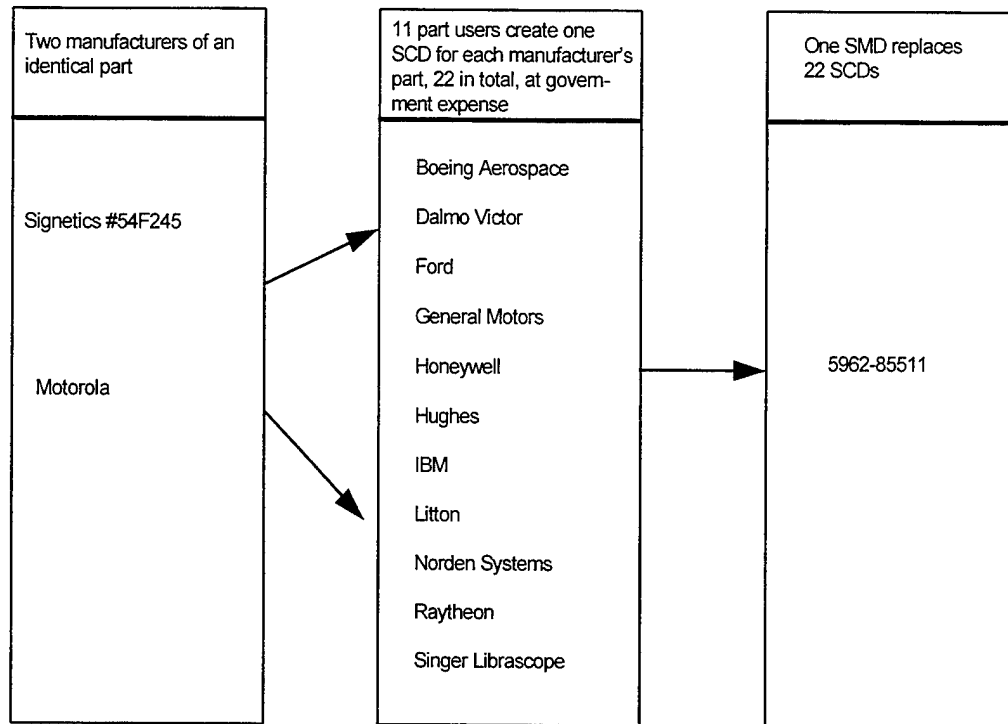 Two manufacturers of an
identical part
Signetics #54F245
Motorola
11 part users create one
SCD for each manufacturer's
part, 22 in total, at govern-
ment expense
Boeing Aerospace
Dalmo Victor
Ford
General Motors
Honeywell
Hughes
IBM
Litton
Norden Systems
Raytheon
Singer Librascope
One SMD replaces
22 SCDs
5962-85511